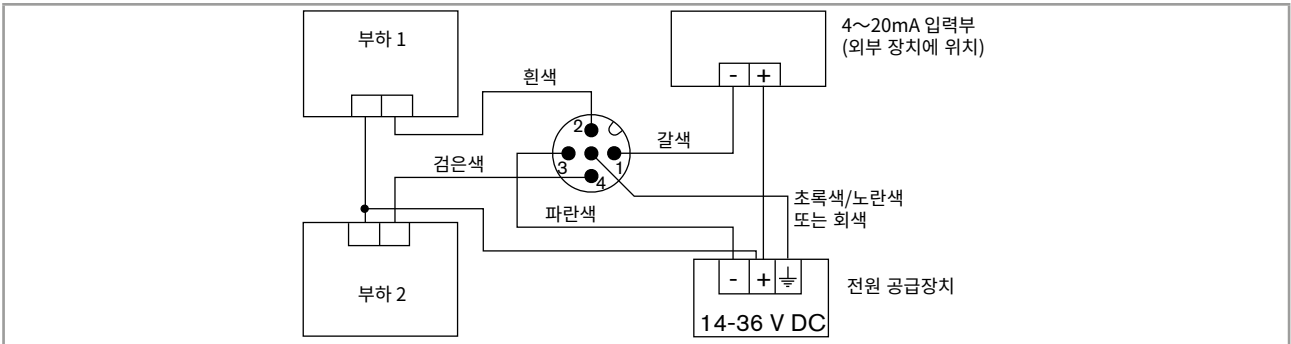 부하 1
4～20mA 입력부
(외부 장치에 위치)
- +
흰색
2
갈색
3
1
검은색
4
초록색/노란색
또는 회색
파란색
- +
전원 공급장치
부하 2
14-36 V DC